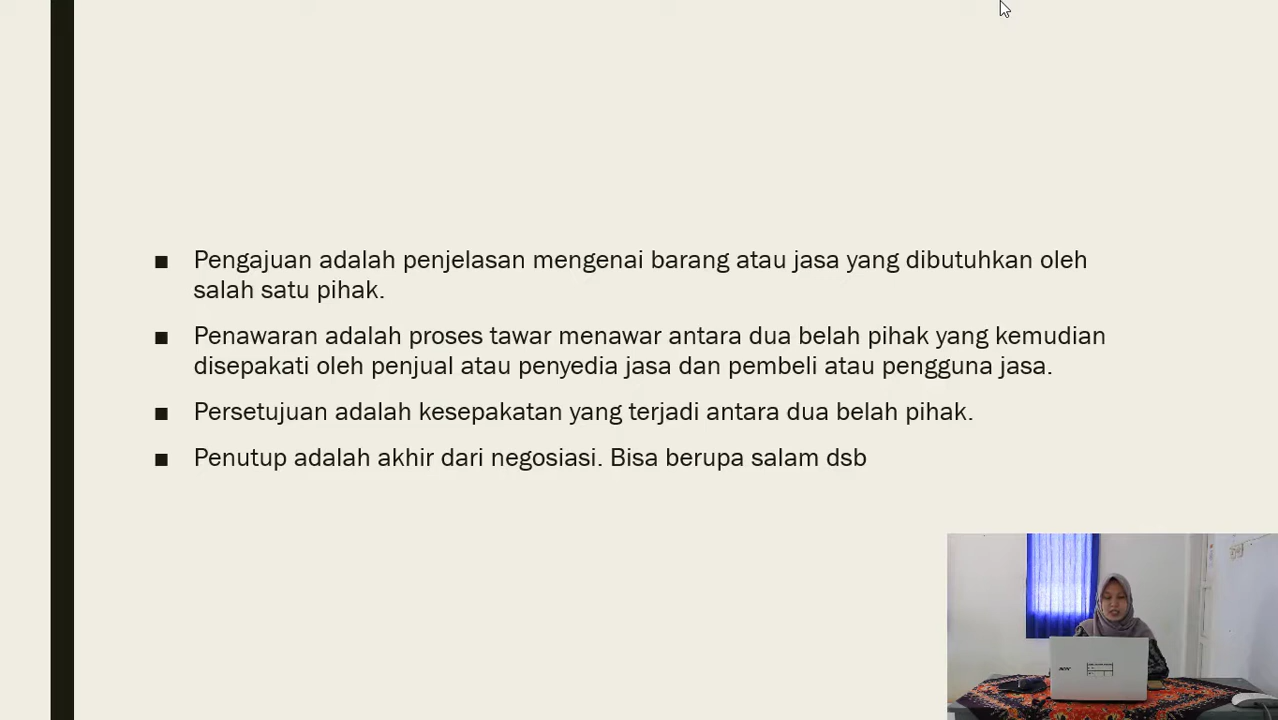 ■ Pengajuan adalah penjelasan mengenai barang atau jasa yang dibutuhkan oleh
salah satu pihak.
■ Penawaran adalah proses tawar menawar antara dua belah pihak yang kemudian
disepakati oleh penjual atau penyedia jasa dan pembeli atau pengguna jasa.
■ Persetujuan adalah kesepakatan yang terjadi antara dua belah pihak.
■ Penutup adalah akhir dari negosiasi. Bisa berupa salam dsb